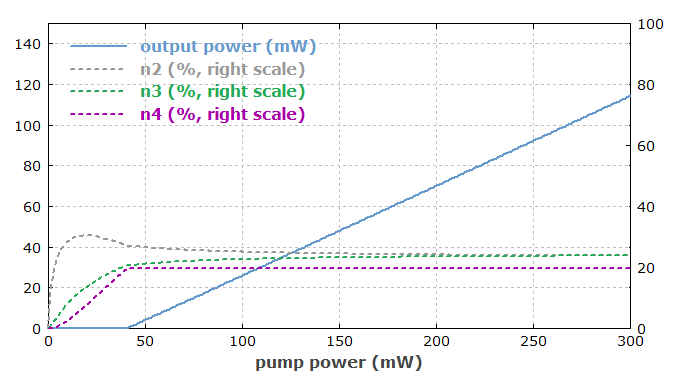 output power (mW)
n2 (%, right scale)
n3 (%, right scale)
n4 (%, right scale)
140
120
100
80
60
40
20
0
100
80
60
40
20
0
0 50 100 150 200 250 300
pump power (mW)